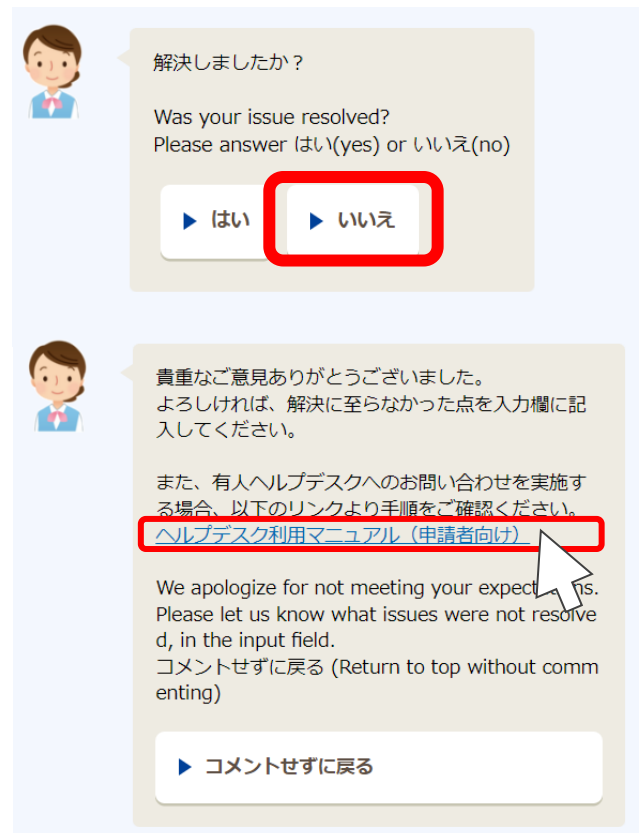 解決しましたか？
Was your issue resolved?
Please answer はい(yes) or いいえ(no)
はい
いいえ
貴重なご意見ありがとうございました。
よろしければ、解決に至らなかった点を入力欄に記
入してください。
また、有人ヘルプデスクへのお問い合わせを実施す
る場合、以下のリンクより手順をご確認ください。
ヘルプデスク利用マニュアル（申請者向け）
We apologize for not meeting your expectations.
Please let us know what issues were not resolve
d, in the input field.
コメントせずに戻る (Return to top without comm
enting)
コメントせずに戻る